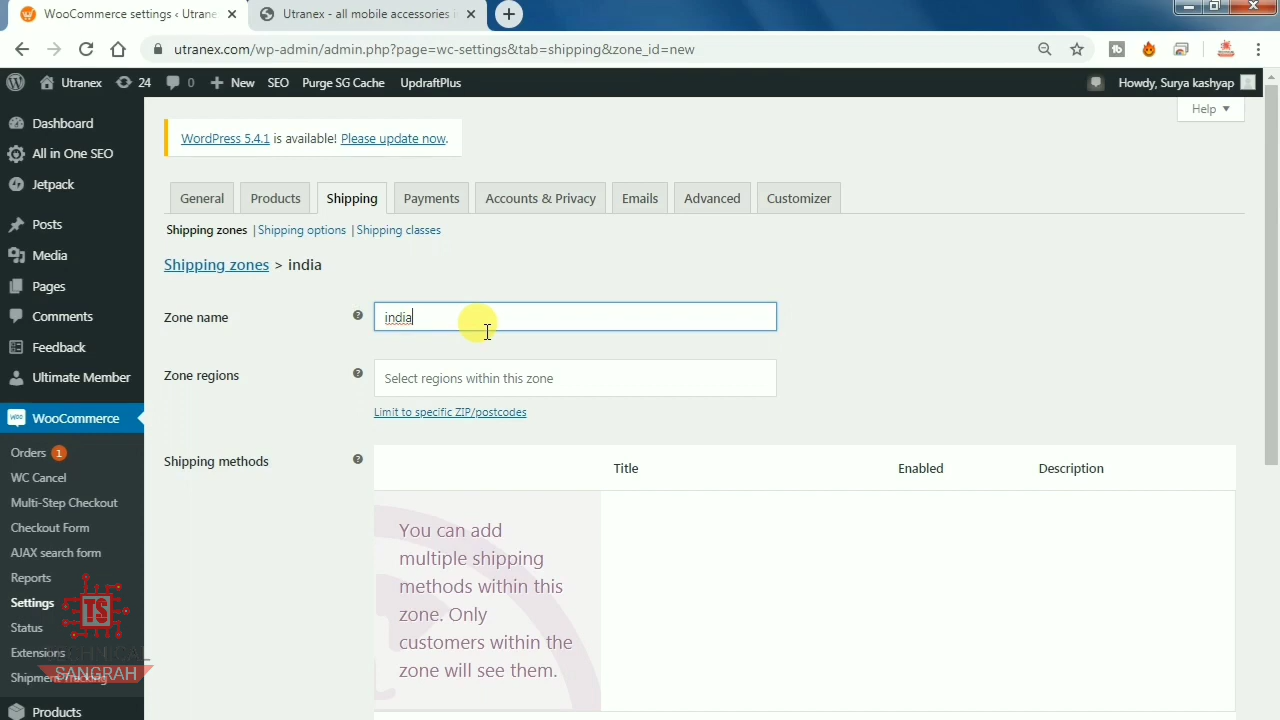 WooCommerce settings ‹ Utrane
Utranex - all mobile accessories i
utranex.com/wp-admin/admin.php?page=wc-settings&tab=shipping&zone_id=new
Utranex 24 0 New SEO Purge SG Cache UpdraftPlus
Howdy, Surya kashyap
Help
Dashboard
All in One SEO
Jetpack
Posts
Media
Pages
Comments
Feedback
Ultimate Member
WooCommerce
Orders 1
WC Cancel
Multi-Step Checkout
Checkout Form
AJAX search form
Reports
Settings
Status
Extensions
Shipment Tracking
Products
TS
TECHNICAL
SANGRAH
WordPress 5.4.1 is available! Please update now.
General Products Shipping Payments Accounts & Privacy Emails Advanced Customizer
Shipping zones | Shipping options | Shipping classes
Shipping zones > india
Zone name
india
Zone regions
Select regions within this zone
Limit to specific ZIP/postcodes
Shipping methods
Title Enabled Description
You can add
multiple shipping
methods within this
zone. Only
customers within the
zone will see them.